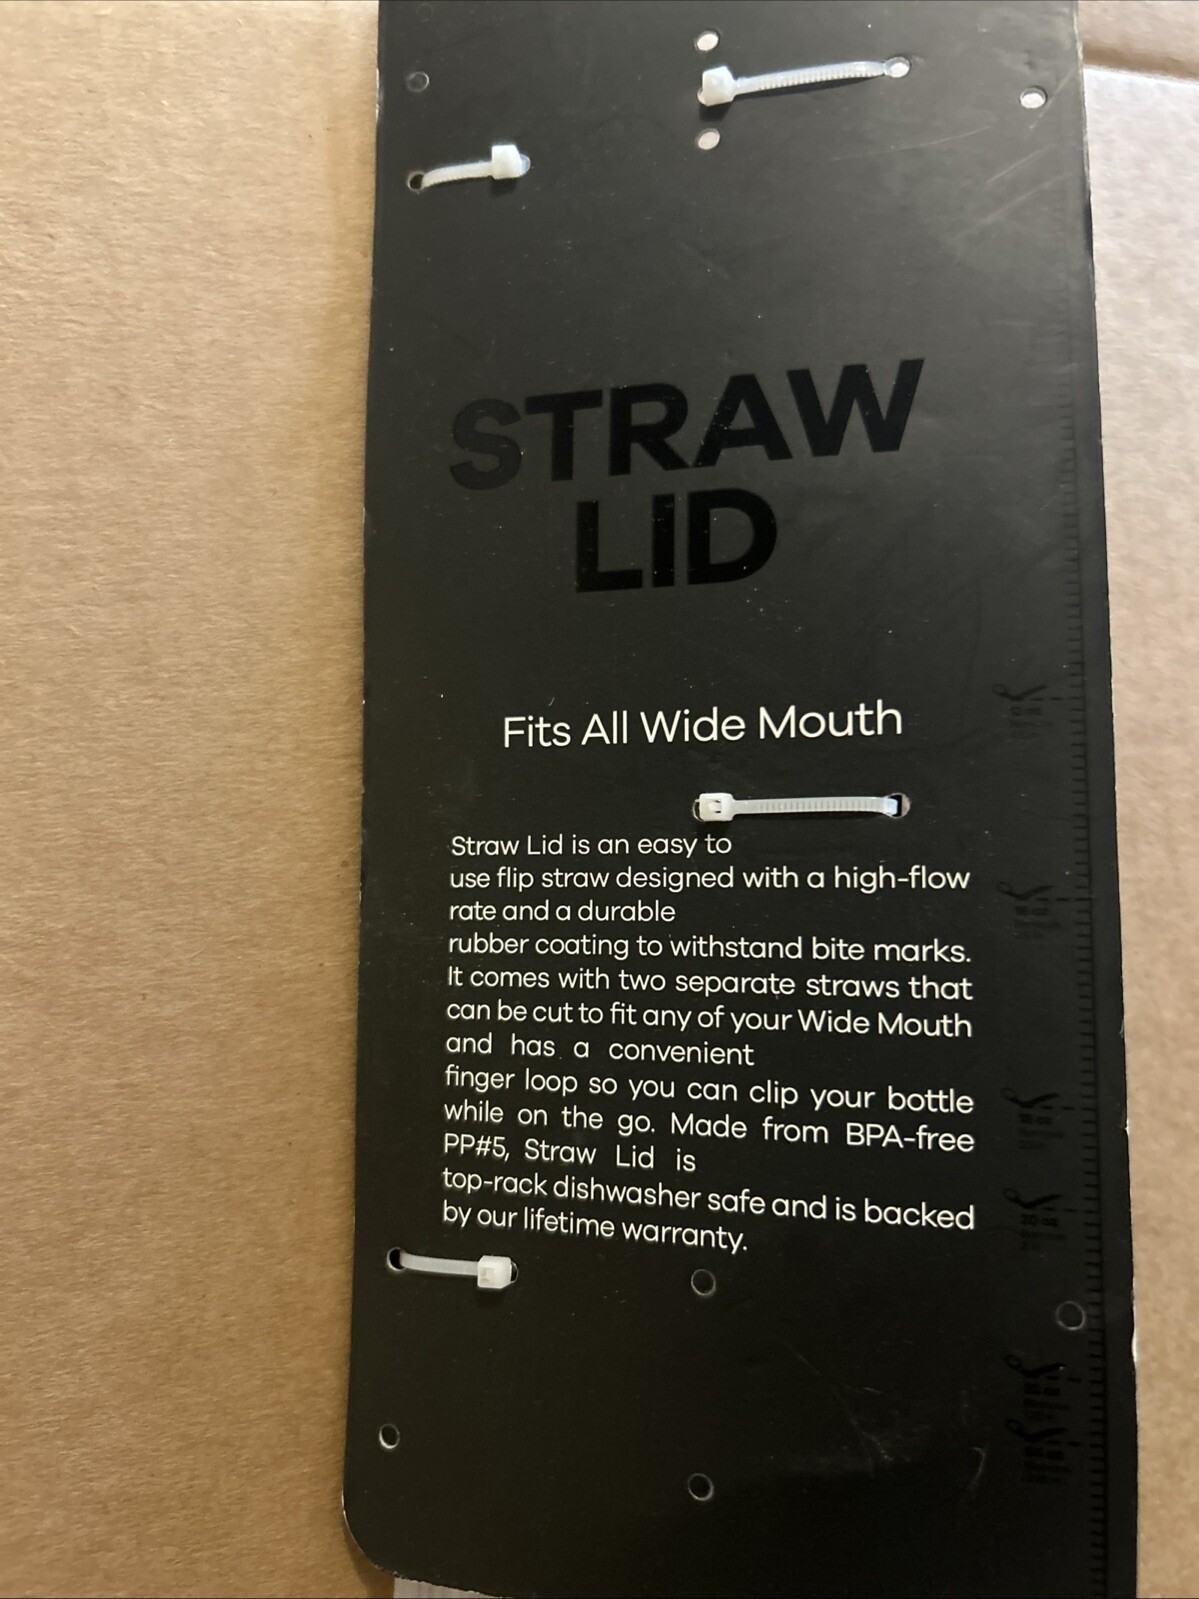 STRAW
LID
Fits All Wide Mouth
Straw Lid is an easy to
use flip straw designed with a high-flow
rate and a durable
rubber coating to withstand bite marks.
It comes with two separate straws that
can be cut to fit any of your Wide Mouth
and has a convenient
finger loop so you can clip your bottle
while on the go. Made from BPA-free
PP#5, Straw Lid is
top-rack dishwasher safe and is backed
by our lifetime warranty.